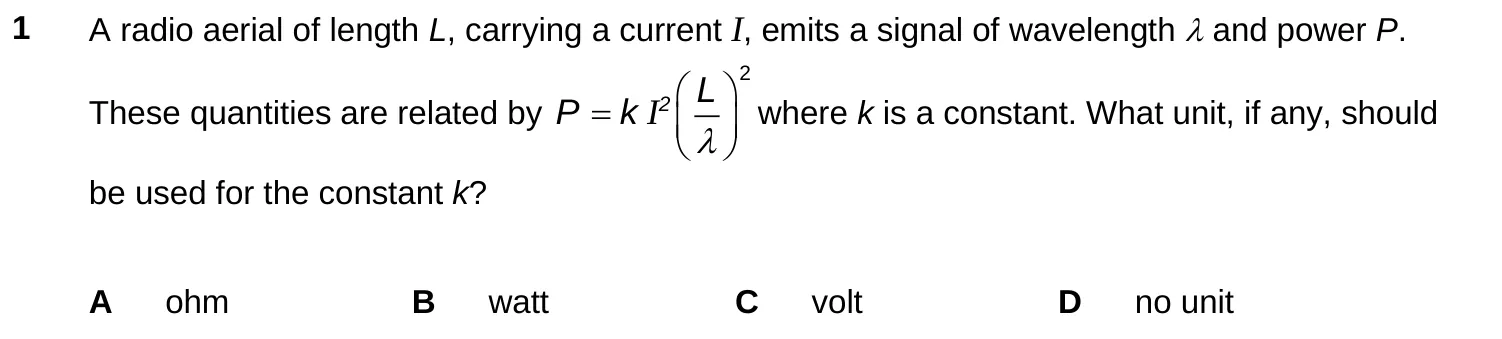 1 A radio aerial of length L, carrying a current I, emits a signal of wavelength λ and power P.
These quantities are related by P = k I² (L/λ)² where k is a constant. What unit, if any, should
be used for the constant k?
A ohm B watt C volt D no unit